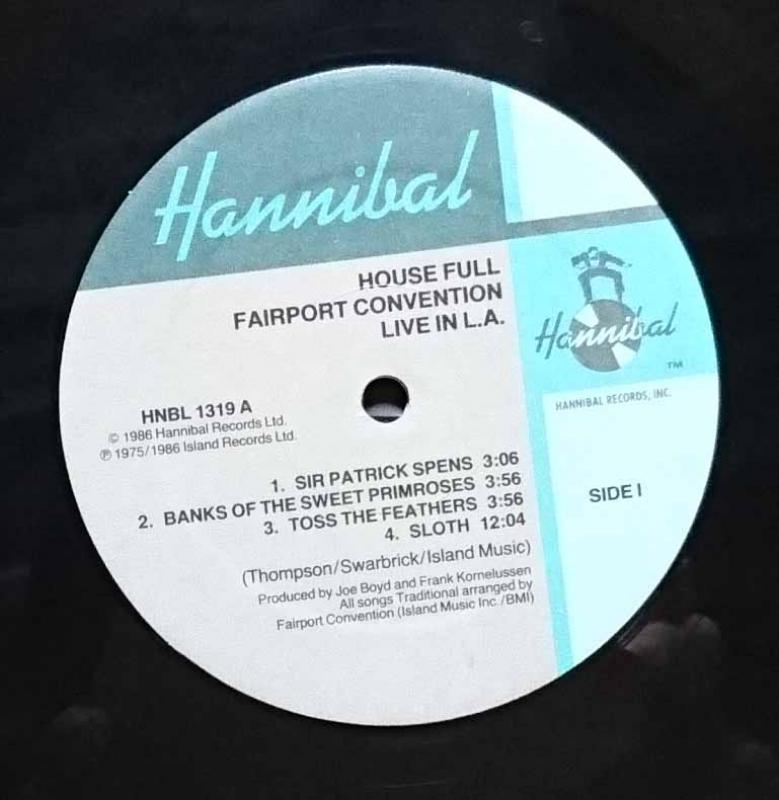 Hannibal
HOUSE FULL
FAIRPORT CONVENTION
LIVE IN L.A.
Hannibal
TM
HANNIBAL RECORDS, INC.
HNBL 1319 A
© 1986 Hannibal Records Ltd.
℗ 1975/1986 Island Records Ltd.
1. SIR PATRICK SPENS 3:06
2. BANKS OF THE SWEET PRIMROSES 3:56
3. TOSS THE FEATHERS 3:56
4. SLOTH 12:04
SIDE I
(Thompson/Swarbrick/Island Music)
Produced by Joe Boyd and Frank Kornelussen
All songs Traditional arranged by
Fairport Convention (Island Music Inc./BMI)